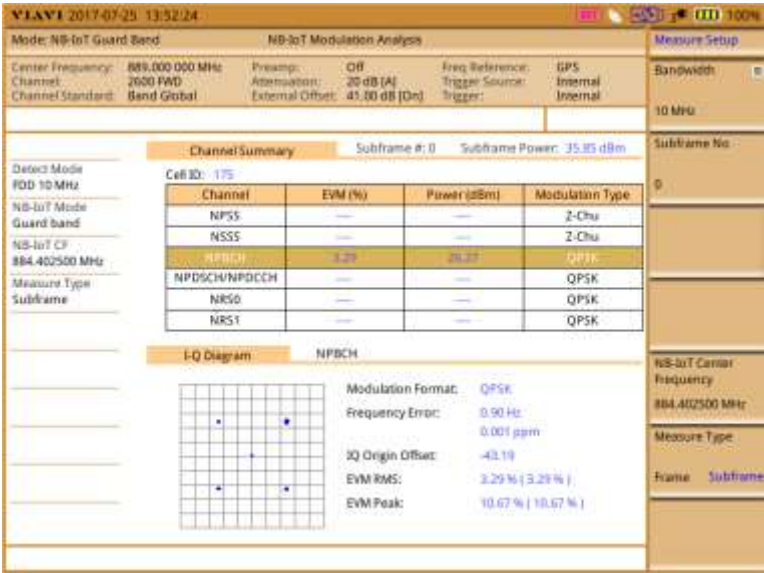 VIAVI 2017-07-25 13:52:24 100%
Mode: NB-IoT Guard Band NB-IoT Modulation Analysis
Center Frequency: 889.000 000 MHz Preamp: Off Freq Reference: GPS
Channel: 2600 FWD Attenuation: 20 dB [A] Trigger Source: Internal
Channel Standard: Band Global External Offset: 41.00 dB [On] Trigger: Internal
Measure Setup
Bandwidth
10 MHz
Subframe No
0
NB-IoT Center Frequency
884.402500 MHz
Measure Type
Frame Subframe
Detect Mode
FDD 10 MHz
NB-IoT Mode
Guard band
NB-IoT CF
884.402500 MHz
Measure Type
Subframe
Channel Summary Subframe #: 0 Subframe Power: 35.85 dBm
Cell ID: 175
Channel EVM (%) Power (dBm) Modulation Type
NPSS ---- ---- Z-Chu
NSSS ---- ---- Z-Chu
NPBCH 3.29 QPSK
NPDSCH/NPDCCH ---- ---- QPSK
NRS0 ---- ---- QPSK
NRS1 ---- ---- QPSK
I-Q Diagram NPBCH
Modulation Format: QPSK
Frequency Error: 0.90 Hz
0.001 ppm
IQ Origin Offset: -43.19
EVM RMS: 3.29 % ( 3.29 % )
EVM Peak: 10.67 % ( 10.67 % )